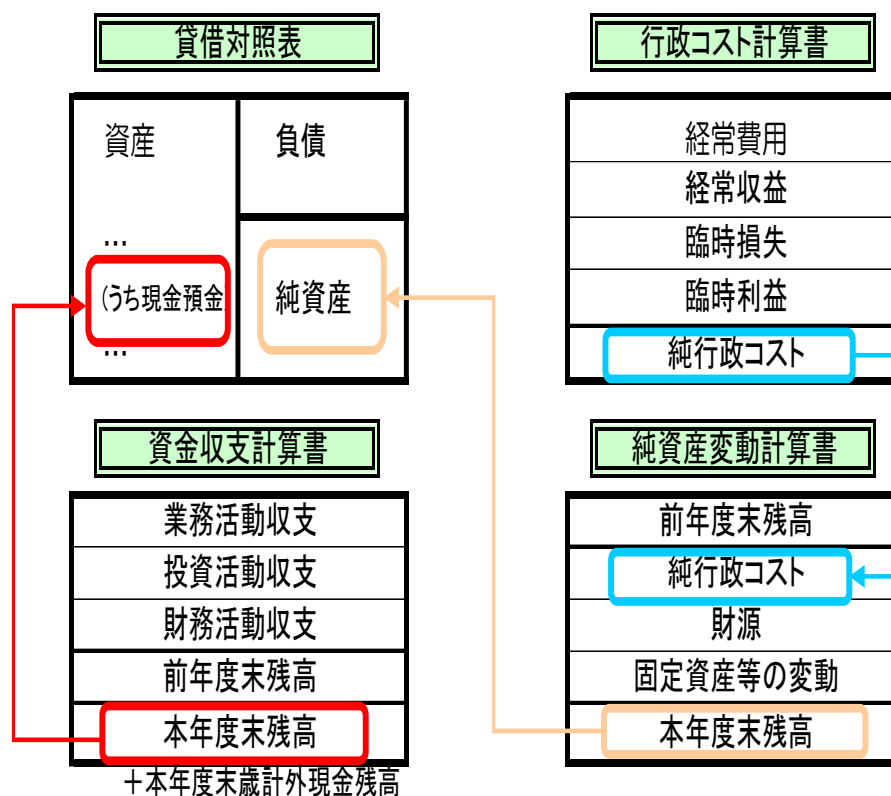 貸借対照表
資産
負債
…
(うち現金預金)
純資産
…
行政コスト計算書
経常費用
経常収益
臨時損失
臨時利益
純行政コスト
資金収支計算書
業務活動収支
投資活動収支
財務活動収支
前年度末残高
本年度末残高
＋本年度末歳計外現金残高
純資産変動計算書
前年度末残高
純行政コスト
財源
固定資産等の変動
本年度末残高